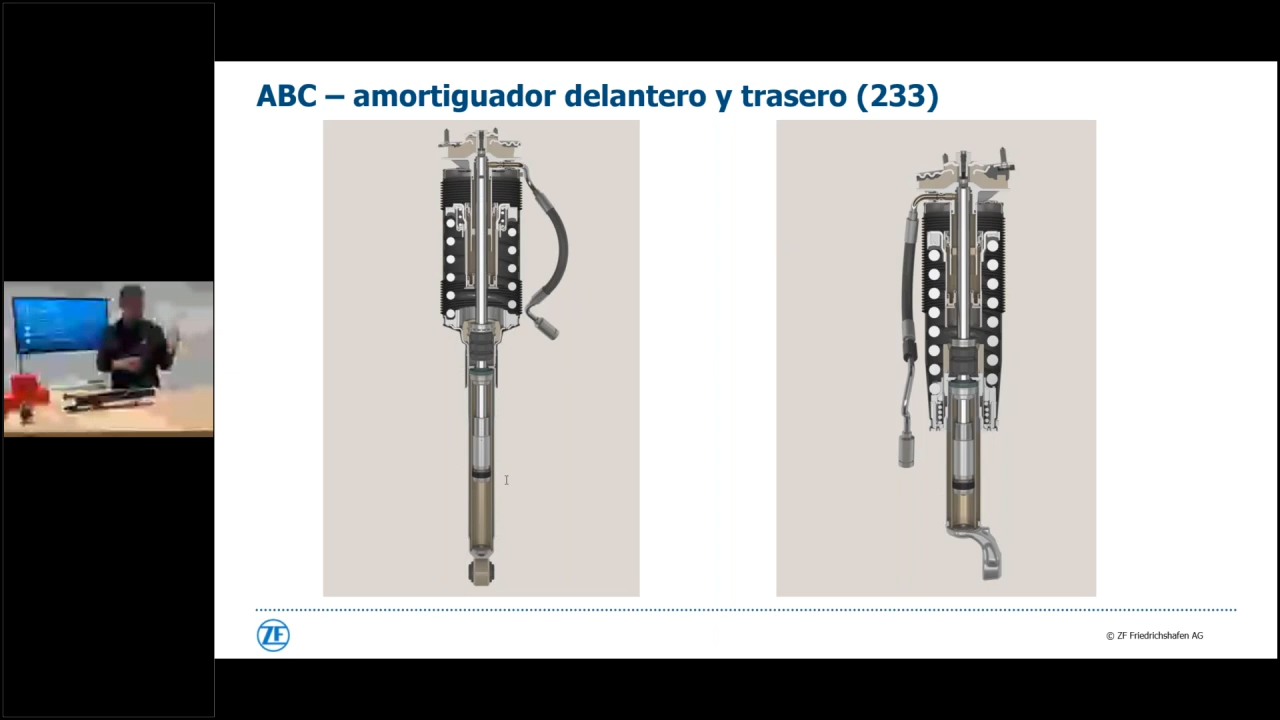 ABC – amortiguador delantero y trasero (233)
ZF
© ZF Friedrichshafen AG